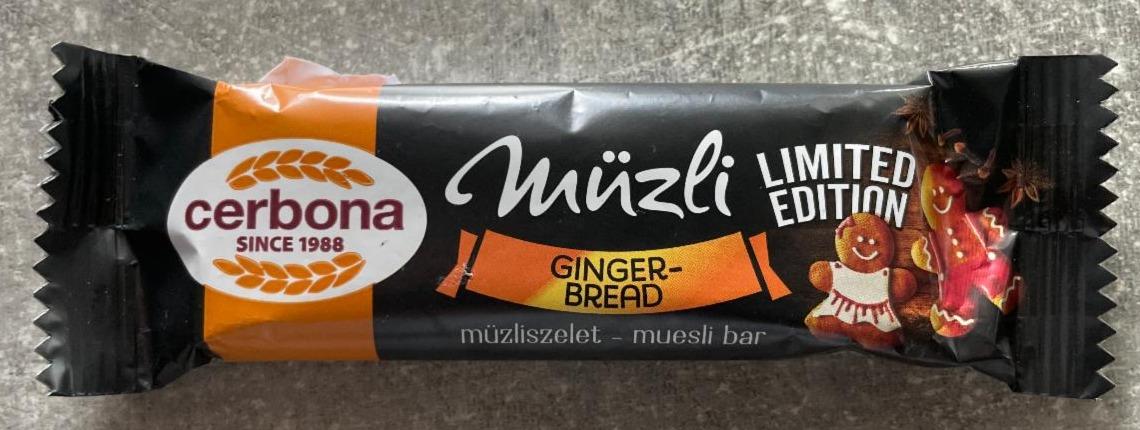 cerbona
SINCE 1988
Müzli
GINGER-
BREAD
müzliszelet - muesli bar
LIMITED
EDITION